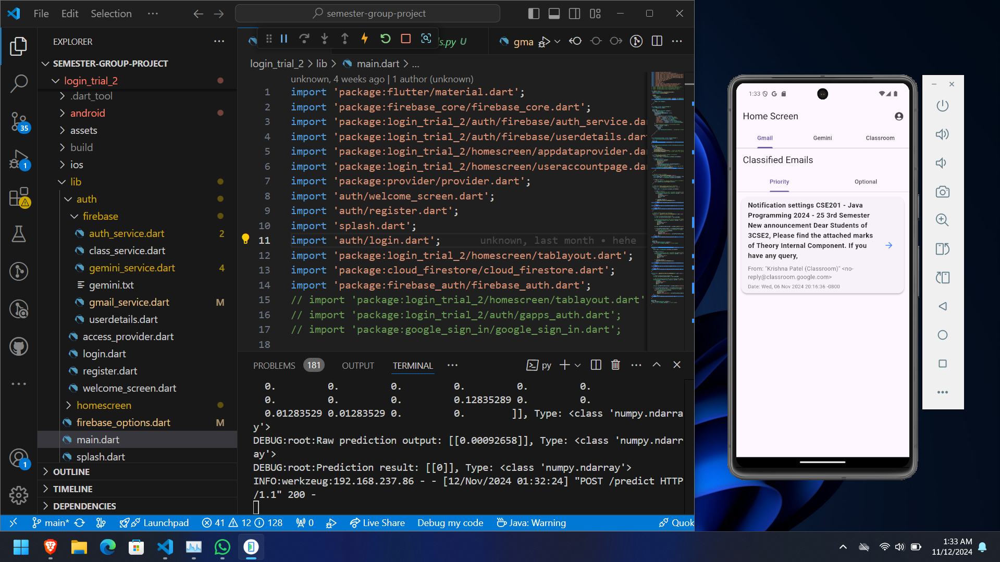 File Edit Selection ···
semester-group-project
EXPLORER
SEMESTER-GROUP-PROJECT
login_trial_2
.dart_tool
android
assets
build
ios
lib
auth
firebase
auth_service.dart 2
class_service.dart
gemini_service.dart 4
gemini.txt
gmail_service.dart M
userdetails.dart
access_provider.dart
login.dart
register.dart
welcome_screen.dart
homescreen
firebase_options.dart M
main.dart
splash.dart
OUTLINE
TIMELINE
DEPENDENCIES
35
1
1
s.py U
gma
login_trial_2 > lib > main.dart > ...
unknown, 4 weeks ago | 1 author (unknown)
1 import 'package:flutter/material.dart';
2 import 'package:firebase_core/firebase_core.dart';
3 import 'package:login_trial_2/auth/firebase/auth_service.da
4 import 'package:login_trial_2/auth/firebase/userdetails.dart
5 import 'package:login_trial_2/homescreen/appdataprovider.da
6 import 'package:login_trial_2/homescreen/useraccountpage.da
7 import 'package:provider/provider.dart';
8 import 'auth/welcome_screen.dart';
9 import 'auth/register.dart';
10 import 'splash.dart';
11 import 'auth/login.dart'; unknown, last month • hehe
12 import 'package:login_trial_2/homescreen/tablayout.dart';
13 import 'package:cloud_firestore/cloud_firestore.dart';
14 import 'package:firebase_auth/firebase_auth.dart';
15 // import 'package:login_trial_2/homescreen/tablayout.dart'
16 // import 'package:login_trial_2/auth/gapps_auth.dart';
17 // import 'package:google_sign_in/google_sign_in.dart';
18
PROBLEMS 181 OUTPUT TERMINAL ··· py
0. 0. 0. 0. 0. 0.
0. 0. 0. 0.12835289 0. 0.
0.01283529 0.01283529 0. 0. ]], Type: <class 'numpy.ndarra
y'>
DEBUG:root:Raw prediction output: [[0.00092658]], Type: <class 'numpy.ndarr
ay'>
DEBUG:root:Prediction result: [[0]], Type: <class 'numpy.ndarray'>
INFO:werkzeug:192.168.237.86 - - [12/Nov/2024 01:32:24] "POST /predict HTTP
/1.1" 200 -
main* Launchpad 41 12 128 0 Live Share Debug my code Java: Warning Quok
1:33
Home Screen
Gmail Gemini Classroom
Classified Emails
Priority Optional
Notification settings CSE201 - Java
Programming 2024 - 25 3rd Semester
New announcement Dear Students of
3CSE2, Please find the attached marks
of Theory Internal Component. If you
have any query,
From: "Krishna Patel (Classroom)" <no-
reply@classroom.google.com>
Date: Wed, 06 Nov 2024 20:16:36 -0800
1:33 AM
11/12/2024